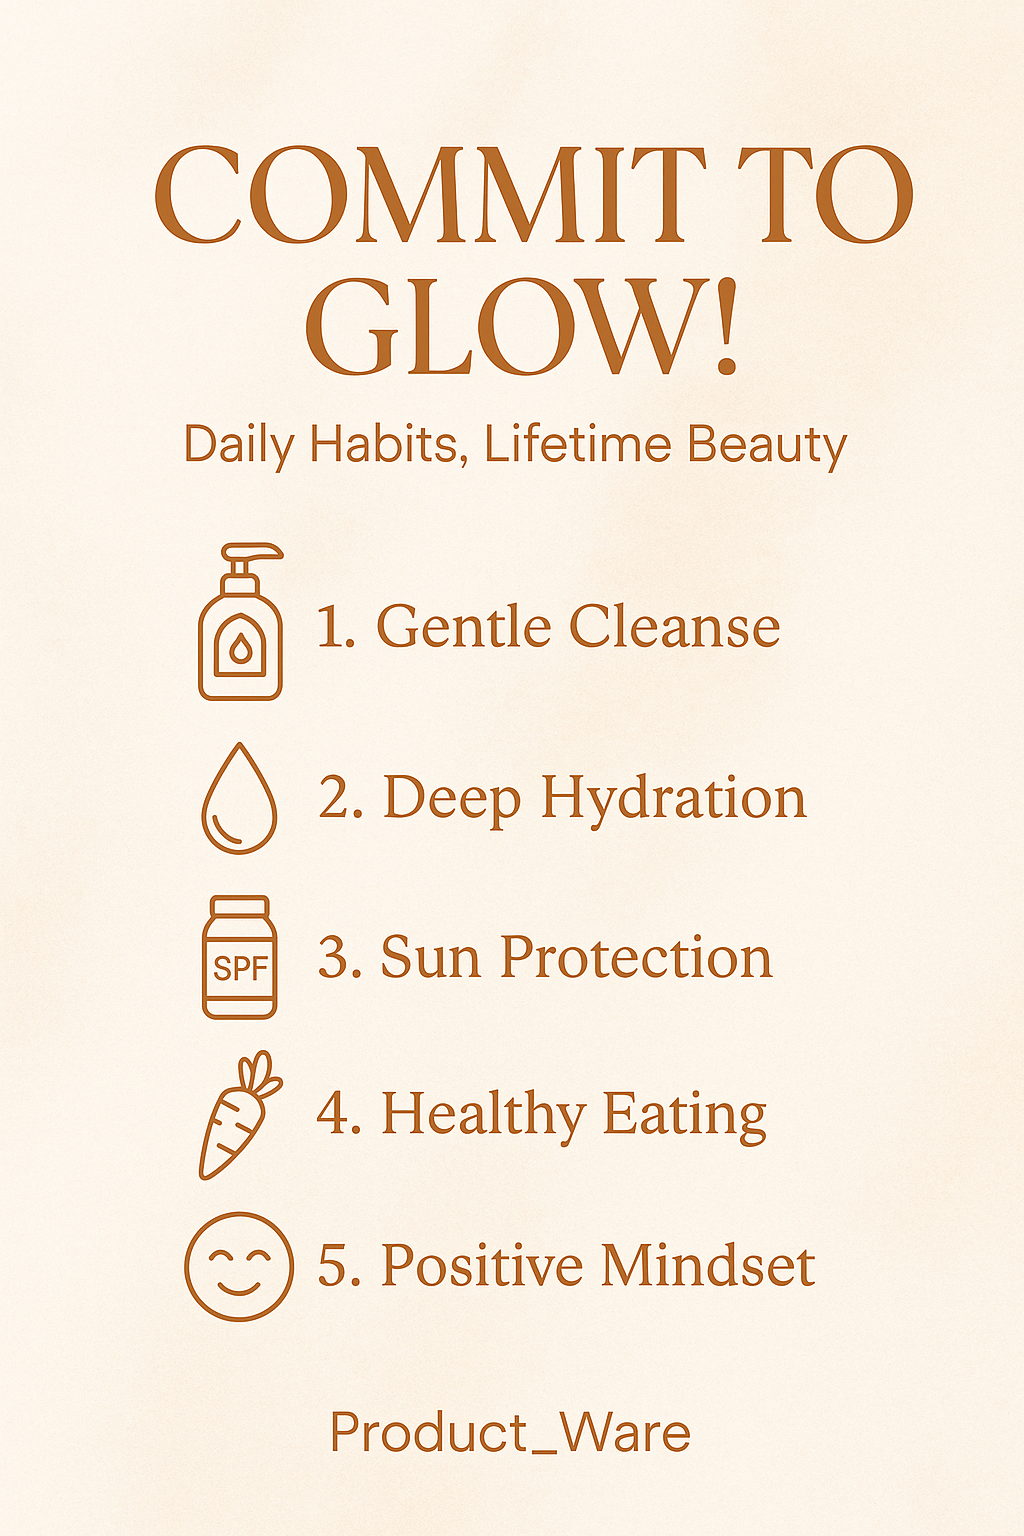 COMMIT TO
GLOW!
Daily Habits, Lifetime Beauty
1. Gentle Cleanse
2. Deep Hydration
SPF
3. Sun Protection
4. Healthy Eating
5. Positive Mindset
Product_Ware